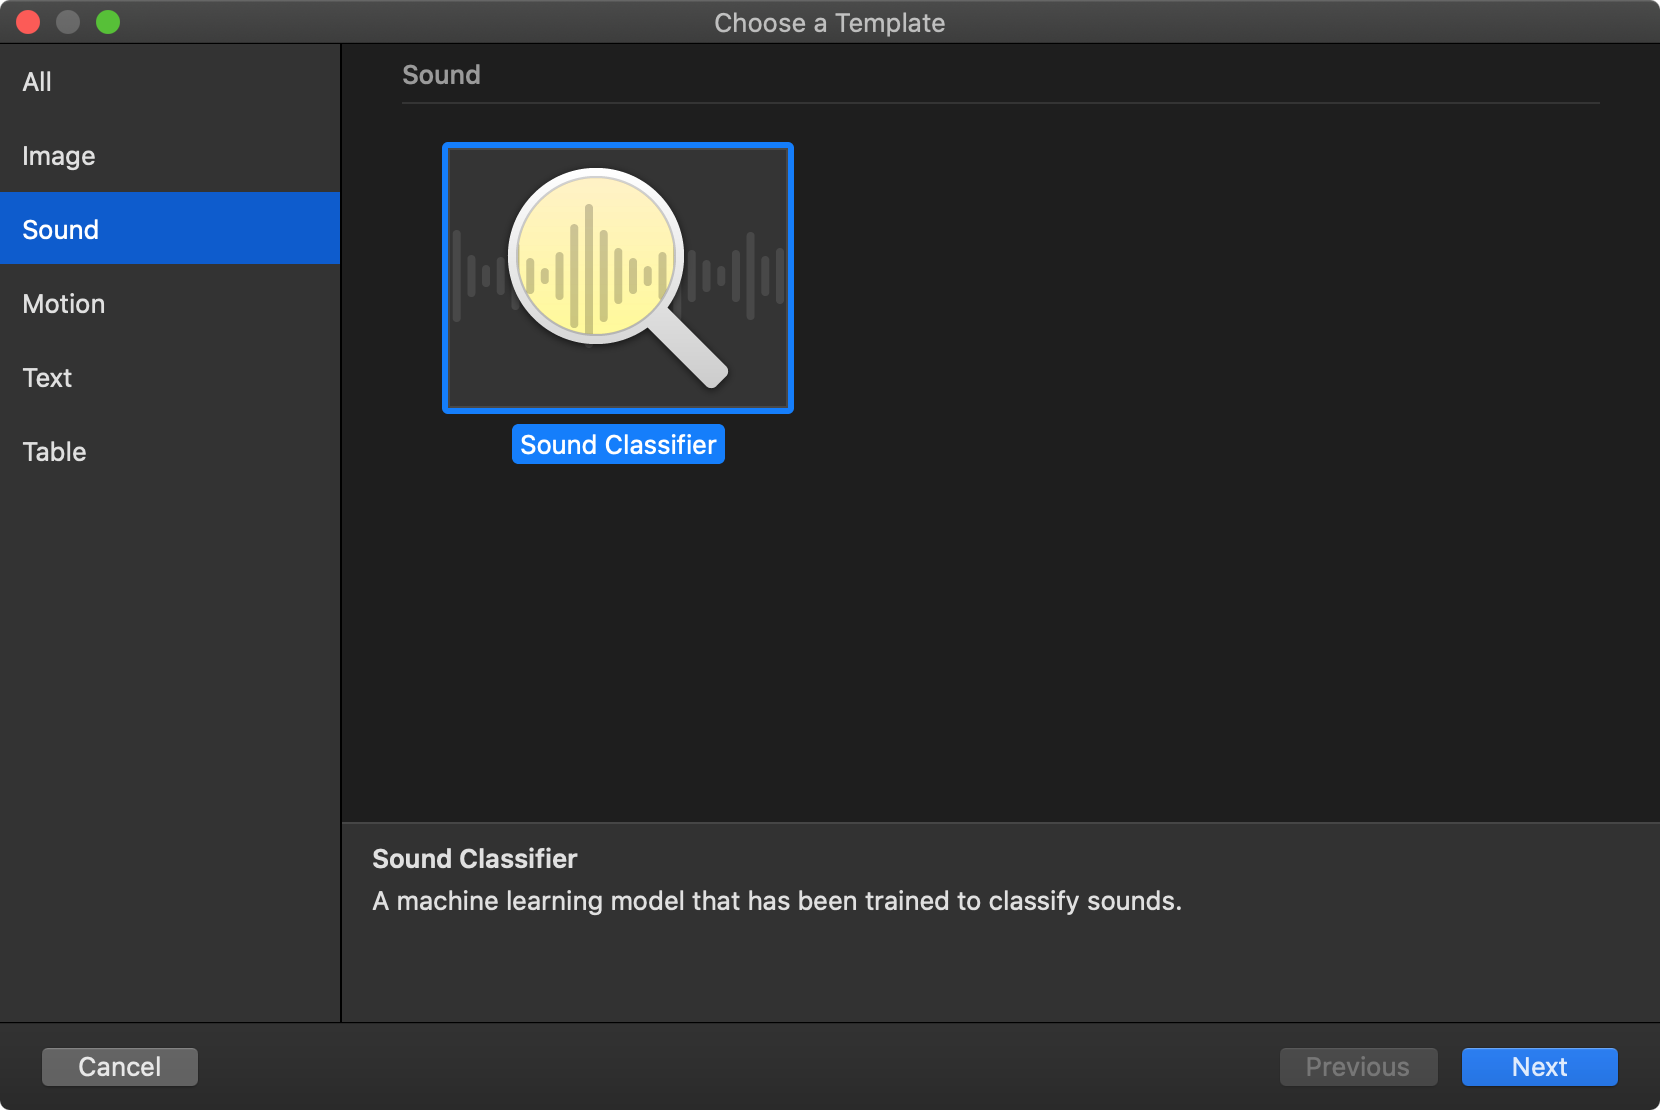 Choose a Template
All
Image
Sound
Motion
Text
Table
Sound
Sound Classifier
Sound Classifier
A machine learning model that has been trained to classify sounds.
Cancel
Previous
Next